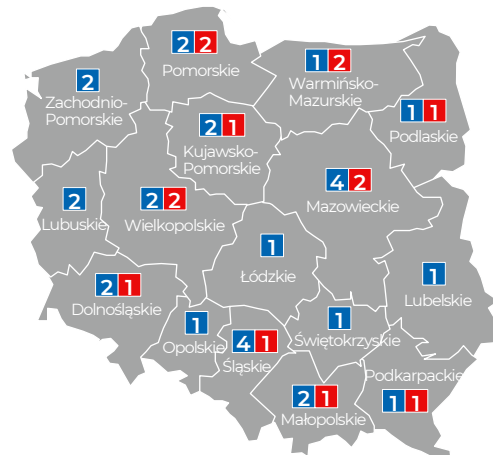 2 2
Pomorskie
1 2
Warmińsko-
Mazurskie
2
Zachodnio-
Pomorskie
1 1
Podlaskie
2 1
Kujawsko-
Pomorskie
4 2
Mazowieckie
2
Lubuskie
2 2
Wielkopolskie
1
Łódzkie
1
Lubelskie
2 1
Dolnośląskie
1
Opolskie
4 1
Śląskie
1
Świętokrzyskie
Podkarpackie
1 1
2 1
Małopolskie